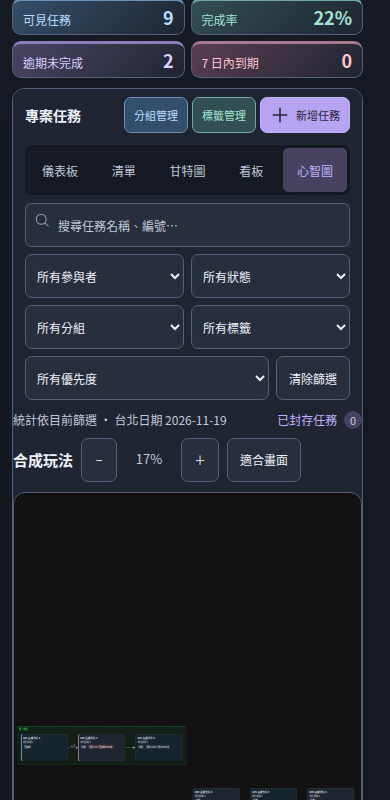 可見任務 9
完成率 22%
逾期未完成 2
7 日內到期 0
專案任務 分組管理 標籤管理 新增任務
儀表板 清單 甘特圖 看板 心智圖
搜尋任務名稱、編號…
所有參與者 所有狀態
所有分組 所有標籤
所有優先度 清除篩選
統計依目前篩選 · 台北日期 2026-11-19 已封存任務 0
合成玩法 − 17% + 適合畫面